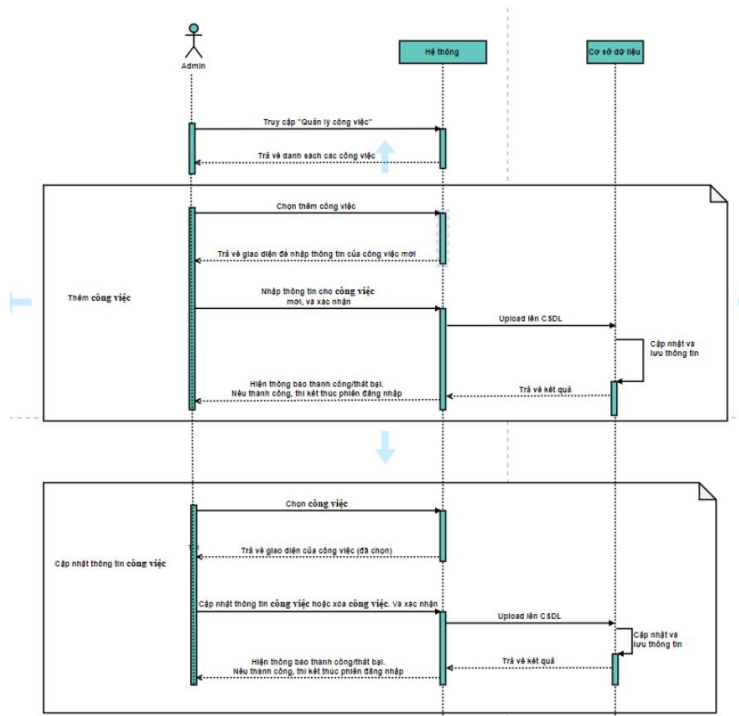 Admin
Hệ thống
Cơ sở dữ liệu
Truy cập "Quản lý công việc"
Trả về danh sách các công việc
Chọn thêm công việc
Trả về giao diện để nhập thông tin của công việc mới
Thêm công việc
Nhập thông tin cho công việc
mới, và xác nhận
Upload lên CSDL
Cập nhật và
lưu thông tin
Trả về kết quả
Hiện thông báo thành công/thất bại.
Nếu thành công, thì kết thúc phiên đăng nhập
Chọn công việc
Trả về giao diện của công việc (đã chọn)
Cập nhật thông tin công việc
Cập nhật thông tin công việc hoặc xóa công việc. Và xác nhận
Upload lên CSDL
Cập nhật và
lưu thông tin
Trả về kết quả
Hiện thông báo thành công/thất bại.
Nếu thành công, thì kết thúc phiên đăng nhập